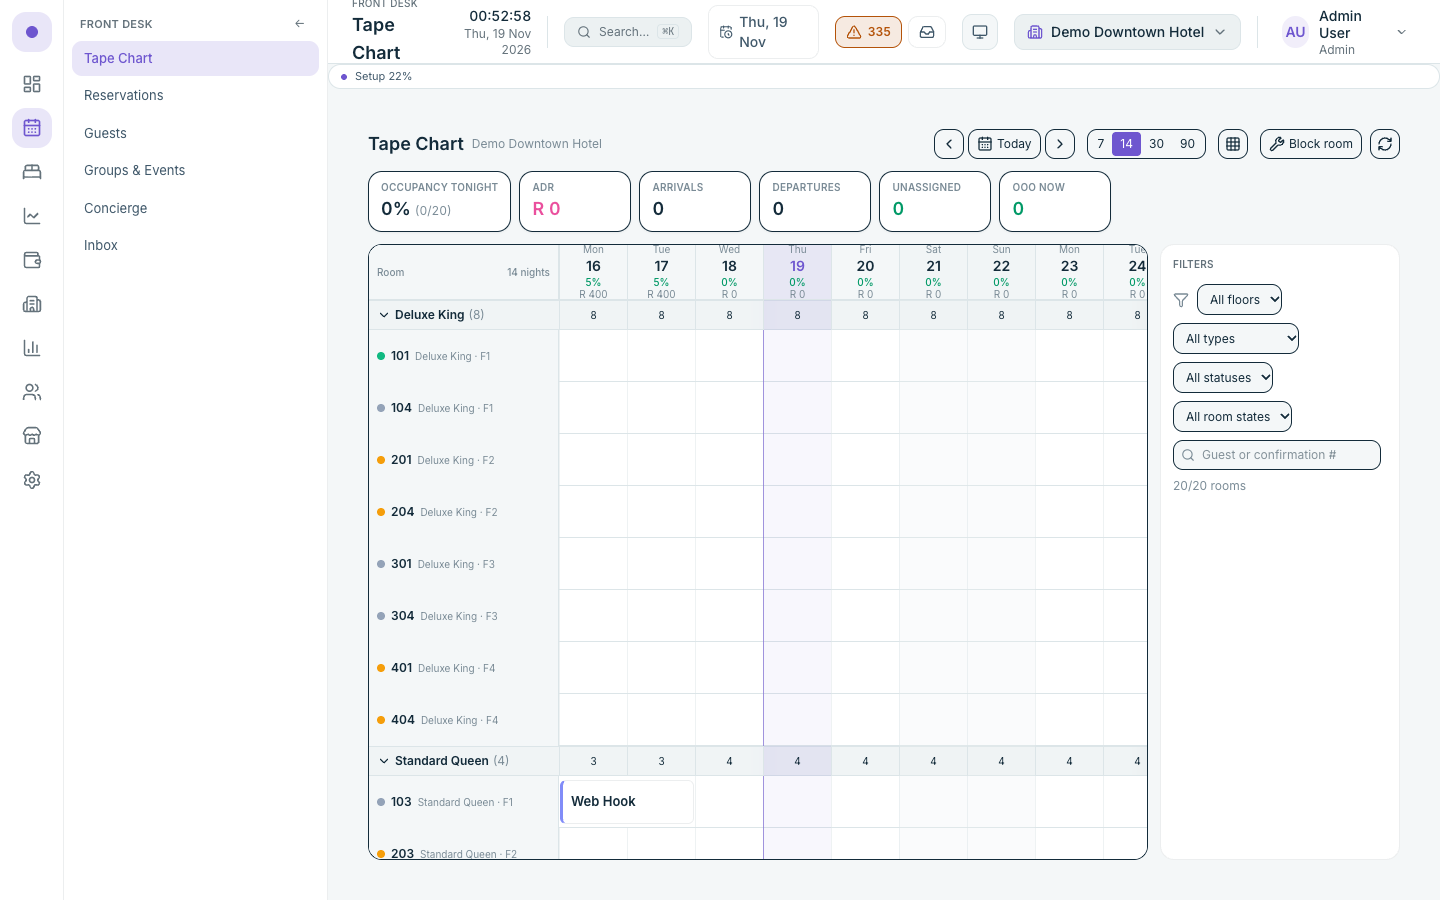 FRONT DESK
Tape Chart
Reservations
Guests
Groups & Events
Concierge
Inbox
FRONT DESK
Tape
Chart
00:52:58
Thu, 19 Nov
2026
Search... ⌘K
Thu, 19
Nov
335
Demo Downtown Hotel
AU
Admin
User
Admin
Setup 22%
Tape Chart Demo Downtown Hotel
Today
7 14 30 90
Block room
OCCUPANCY TONIGHT
0% (0/20)
ADR
R 0
ARRIVALS
0
DEPARTURES
0
UNASSIGNED
0
OOO NOW
0
Room 14 nights
Mon Tue Wed Thu Fri Sat Sun Mon Tue
16 17 18 19 20 21 22 23 24
5% 5% 0% 0% 0% 0% 0% 0% 0%
R 400 R 400 R 0 R 0 R 0 R 0 R 0 R 0 R 0
Deluxe King (8) 8 8 8 8 8 8 8 8 8
101 Deluxe King · F1
104 Deluxe King · F1
201 Deluxe King · F2
204 Deluxe King · F2
301 Deluxe King · F3
304 Deluxe King · F3
401 Deluxe King · F4
404 Deluxe King · F4
Standard Queen (4) 3 3 4 4 4 4 4 4 4
103 Standard Queen · F1
Web Hook
203 Standard Queen · F2
FILTERS
All floors
All types
All statuses
All room states
Guest or confirmation #
20/20 rooms